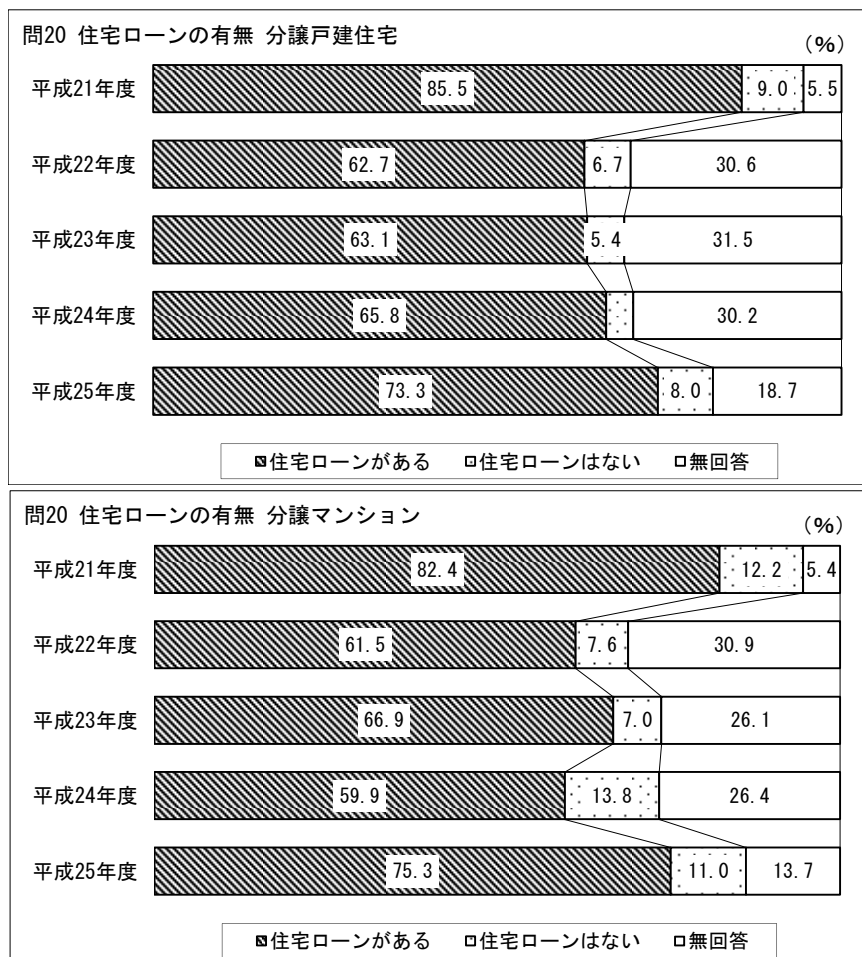 問20 住宅ローンの有無 分譲戸建住宅
(%)
平成21年度 85.5 9.0 5.5
平成22年度 62.7 6.7 30.6
平成23年度 63.1 5.4 31.5
平成24年度 65.8 30.2
平成25年度 73.3 8.0 18.7
住宅ローンがある 住宅ローンはない 無回答
問20 住宅ローンの有無 分譲マンション
(%)
平成21年度 82.4 12.2 5.4
平成22年度 61.5 7.6 30.9
平成23年度 66.9 7.0 26.1
平成24年度 59.9 13.8 26.4
平成25年度 75.3 11.0 13.7
住宅ローンがある 住宅ローンはない 無回答